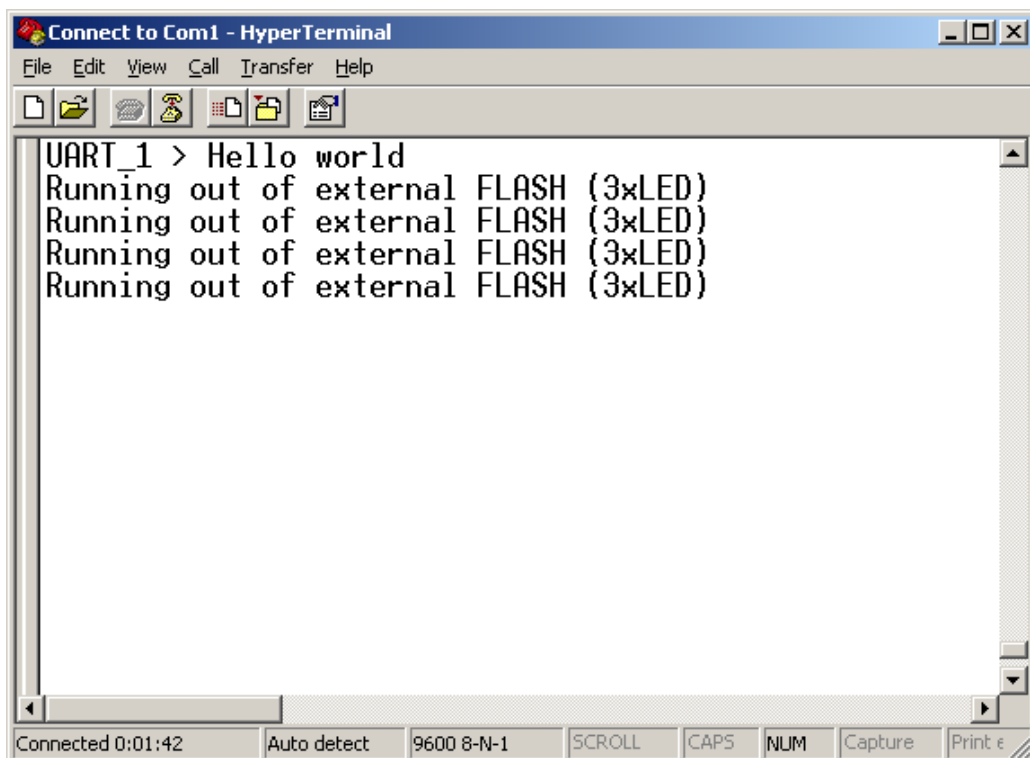 Connect to Com1 - HyperTerminal
File Edit View Call Transfer Help
UART_1 > Hello world
Running out of external FLASH (3xLED)
Running out of external FLASH (3xLED)
Running out of external FLASH (3xLED)
Running out of external FLASH (3xLED)
Connected 0:01:42 Auto detect 9600 8-N-1 SCROLL CAPS NUM Capture Print e